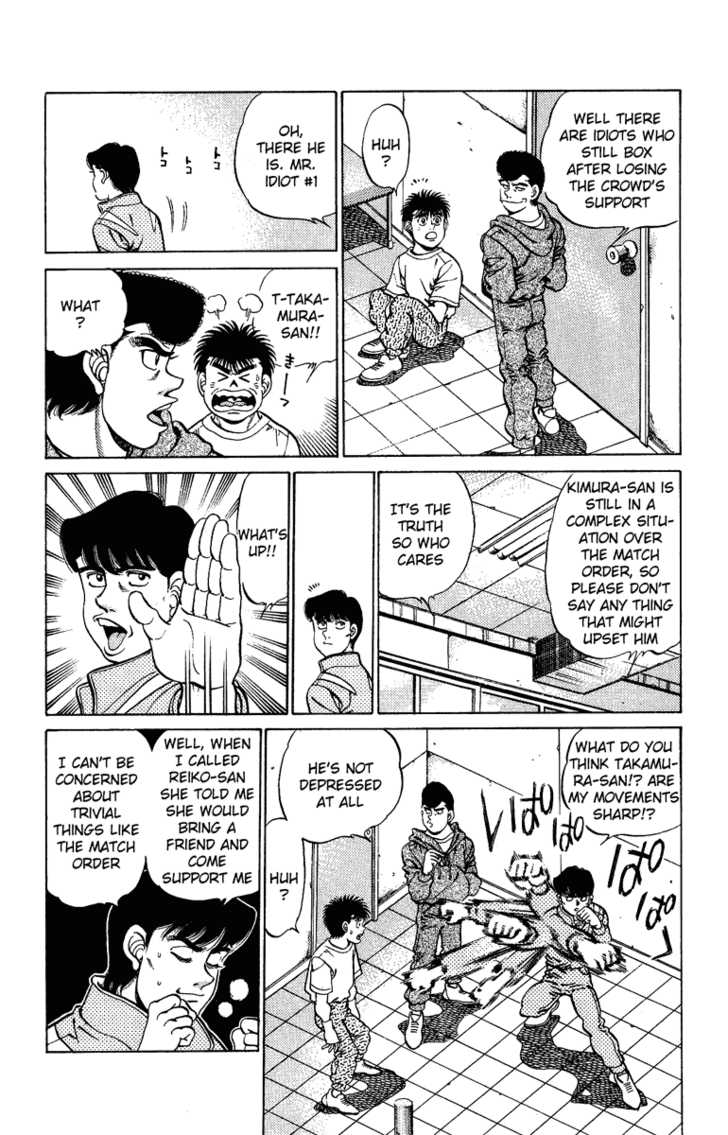 WELL THERE
ARE IDIOTS WHO
STILL BOX
AFTER LOSING
THE CROWD'S
SUPPORT
HUH
?
OH,
THERE HE
IS. MR.
IDIOT #1
T-TAKA-
MURA-
SAN!!
きーっ
WHAT
?
KIMURA-SAN IS
STILL IN A
COMPLEX SITU-
ATION OVER
THE MATCH
ORDER, SO
PLEASE DON'T
SAY ANY THING
THAT MIGHT
UPSET HIM
IT'S THE
TRUTH
SO WHO
CARES
WHAT'S
UP!!
WHAT DO YOU
THINK TAKAMU-
RA-SAN!? ARE
MY MOVEMENTS
SHARP!?
HE'S NOT
DEPRESSED
AT ALL
HUH
?
WELL, WHEN
I CALLED
REIKO-SAN
SHE TOLD ME
SHE WOULD
BRING A
FRIEND AND
COME
SUPPORT ME
I CAN'T BE
CONCERNED
ABOUT
TRIVIAL
THINGS LIKE
THE MATCH
ORDER